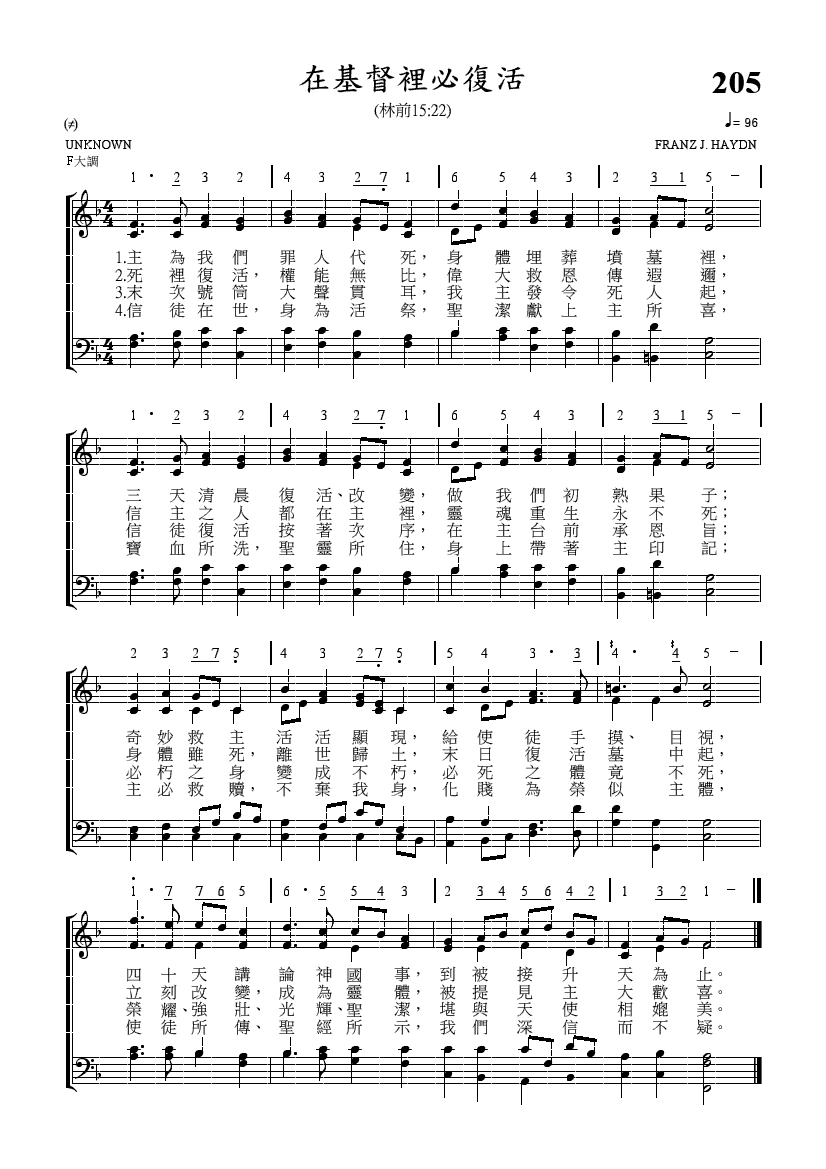 在基督裡必復活
205
(林前15:22)
(≠)
♩= 96
UNKNOWN
FRANZ J. HAYDN
F大調
1 · 2 3 2 | 4 3 2 7 1 | 6 5 4 3 | 2 3 1 5 − |
1.主為我們罪人代死，身體埋葬墳墓裡，
2.死裡復活，權能無比，偉大救恩傳遐邇，
3.末次號筒大聲貫耳，我主發令死人起，
4.信徒在世，身為活祭，聖潔獻上主所喜，
1 · 2 3 2 | 4 3 2 7 1 | 6 5 4 3 | 2 3 1 5 − |
三天清晨復活、改變，做我們初熟果子；
信主之人都在主裡，靈魂重生永不死；
信徒復活按著次序，在主台前承恩旨；
寶血所洗，聖靈所住，身上帶著主印記；
2 3 2 7 5 | 4 3 2 7 5 | 5 4 3 · 3 | 4 · 4 5 − |
奇妙救主活活顯現，給使徒手摸、目視，
身體雖死，離世歸土，末日復活墓中起，
必朽之身變成不朽，必死之體竟不死，
主必救贖，不棄我身，化賤為榮似主體，
1 · 7 7 6 5 | 6 · 5 5 4 3 | 2 3 4 5 6 4 2 | 1 3 2 1 − ‖
四十天講論神國事，到被接升天為止。
立刻改變，成為靈體，被提見主大歡喜。
榮耀、強壯、光輝、聖潔，堪與天使相媲美。
使徒所傳、聖經所示，我們深信而不疑。